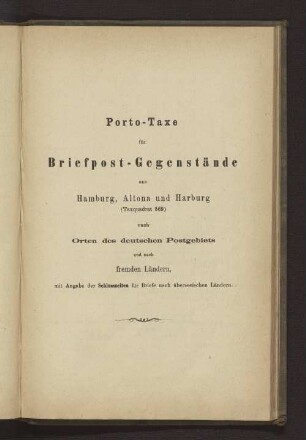 Porto-Taxe
für
Briefpost-Gegenstände
aus
Hamburg, Altona und Harburg
(Taxquadrat 369)
nach
Orten des deutschen Postgebiets
und nach
fremden Ländern,
mit Angabe der Schlusszeiten für Briefe nach überseeischen Ländern.